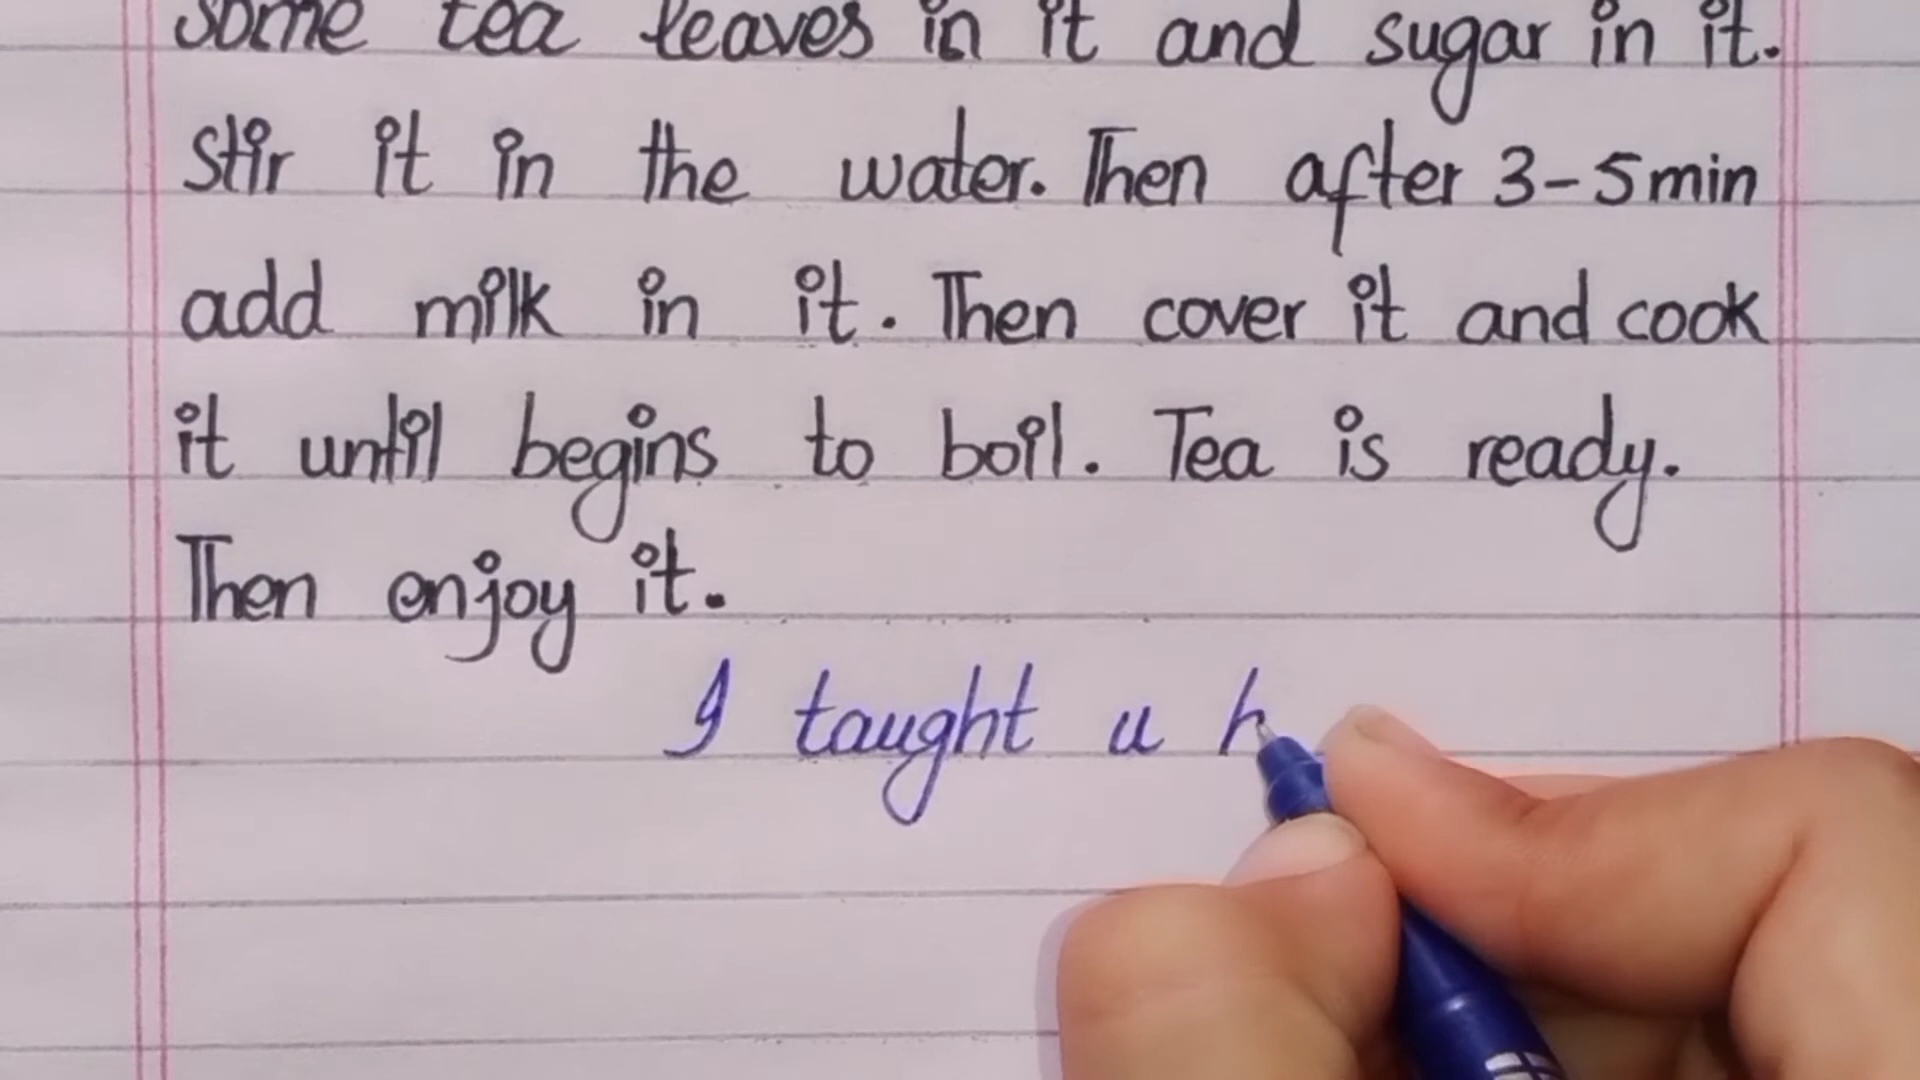 some tea leaves in it and sugar in it.
Stir it in the water. Then after 3-5min
add milk in it. Then cover it and cook
it until begins to boil. Tea is ready.
Then enjoy it.
I taught u h